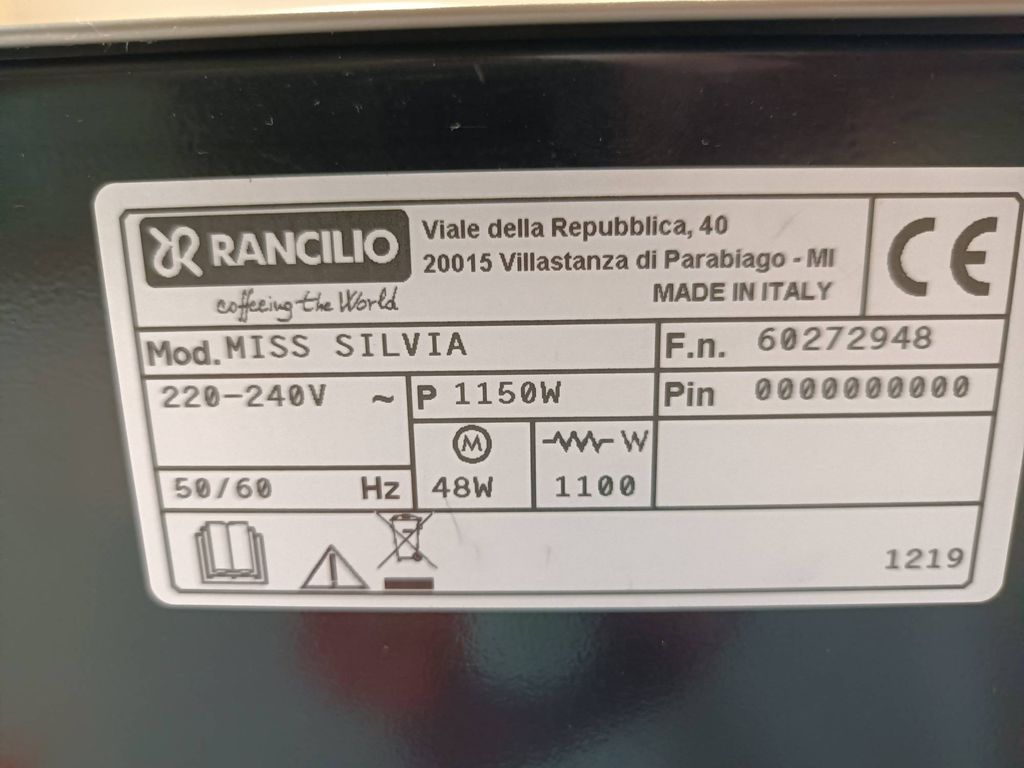 RANCILIO
coffeeing the World
Viale della Repubblica, 40
20015 Villastanza di Parabiago - MI
MADE IN ITALY
CE
Mod. MISS SILVIA
F.n. 60272948
220-240V ~
P 1150W
Pin 0000000000
M
W
50/60 Hz
48W
1100
1219